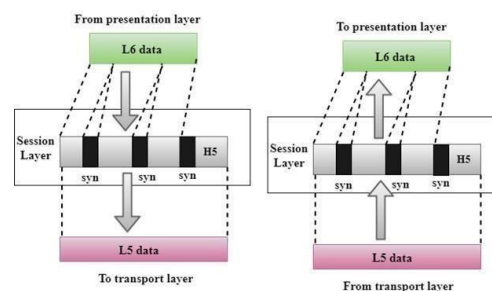 From presentation layer
L6 data
Session
Layer
H5
syn syn syn
L5 data
To transport layer
To presentation layer
L6 data
Session
Layer
H5
syn syn syn
L5 data
From transport layer